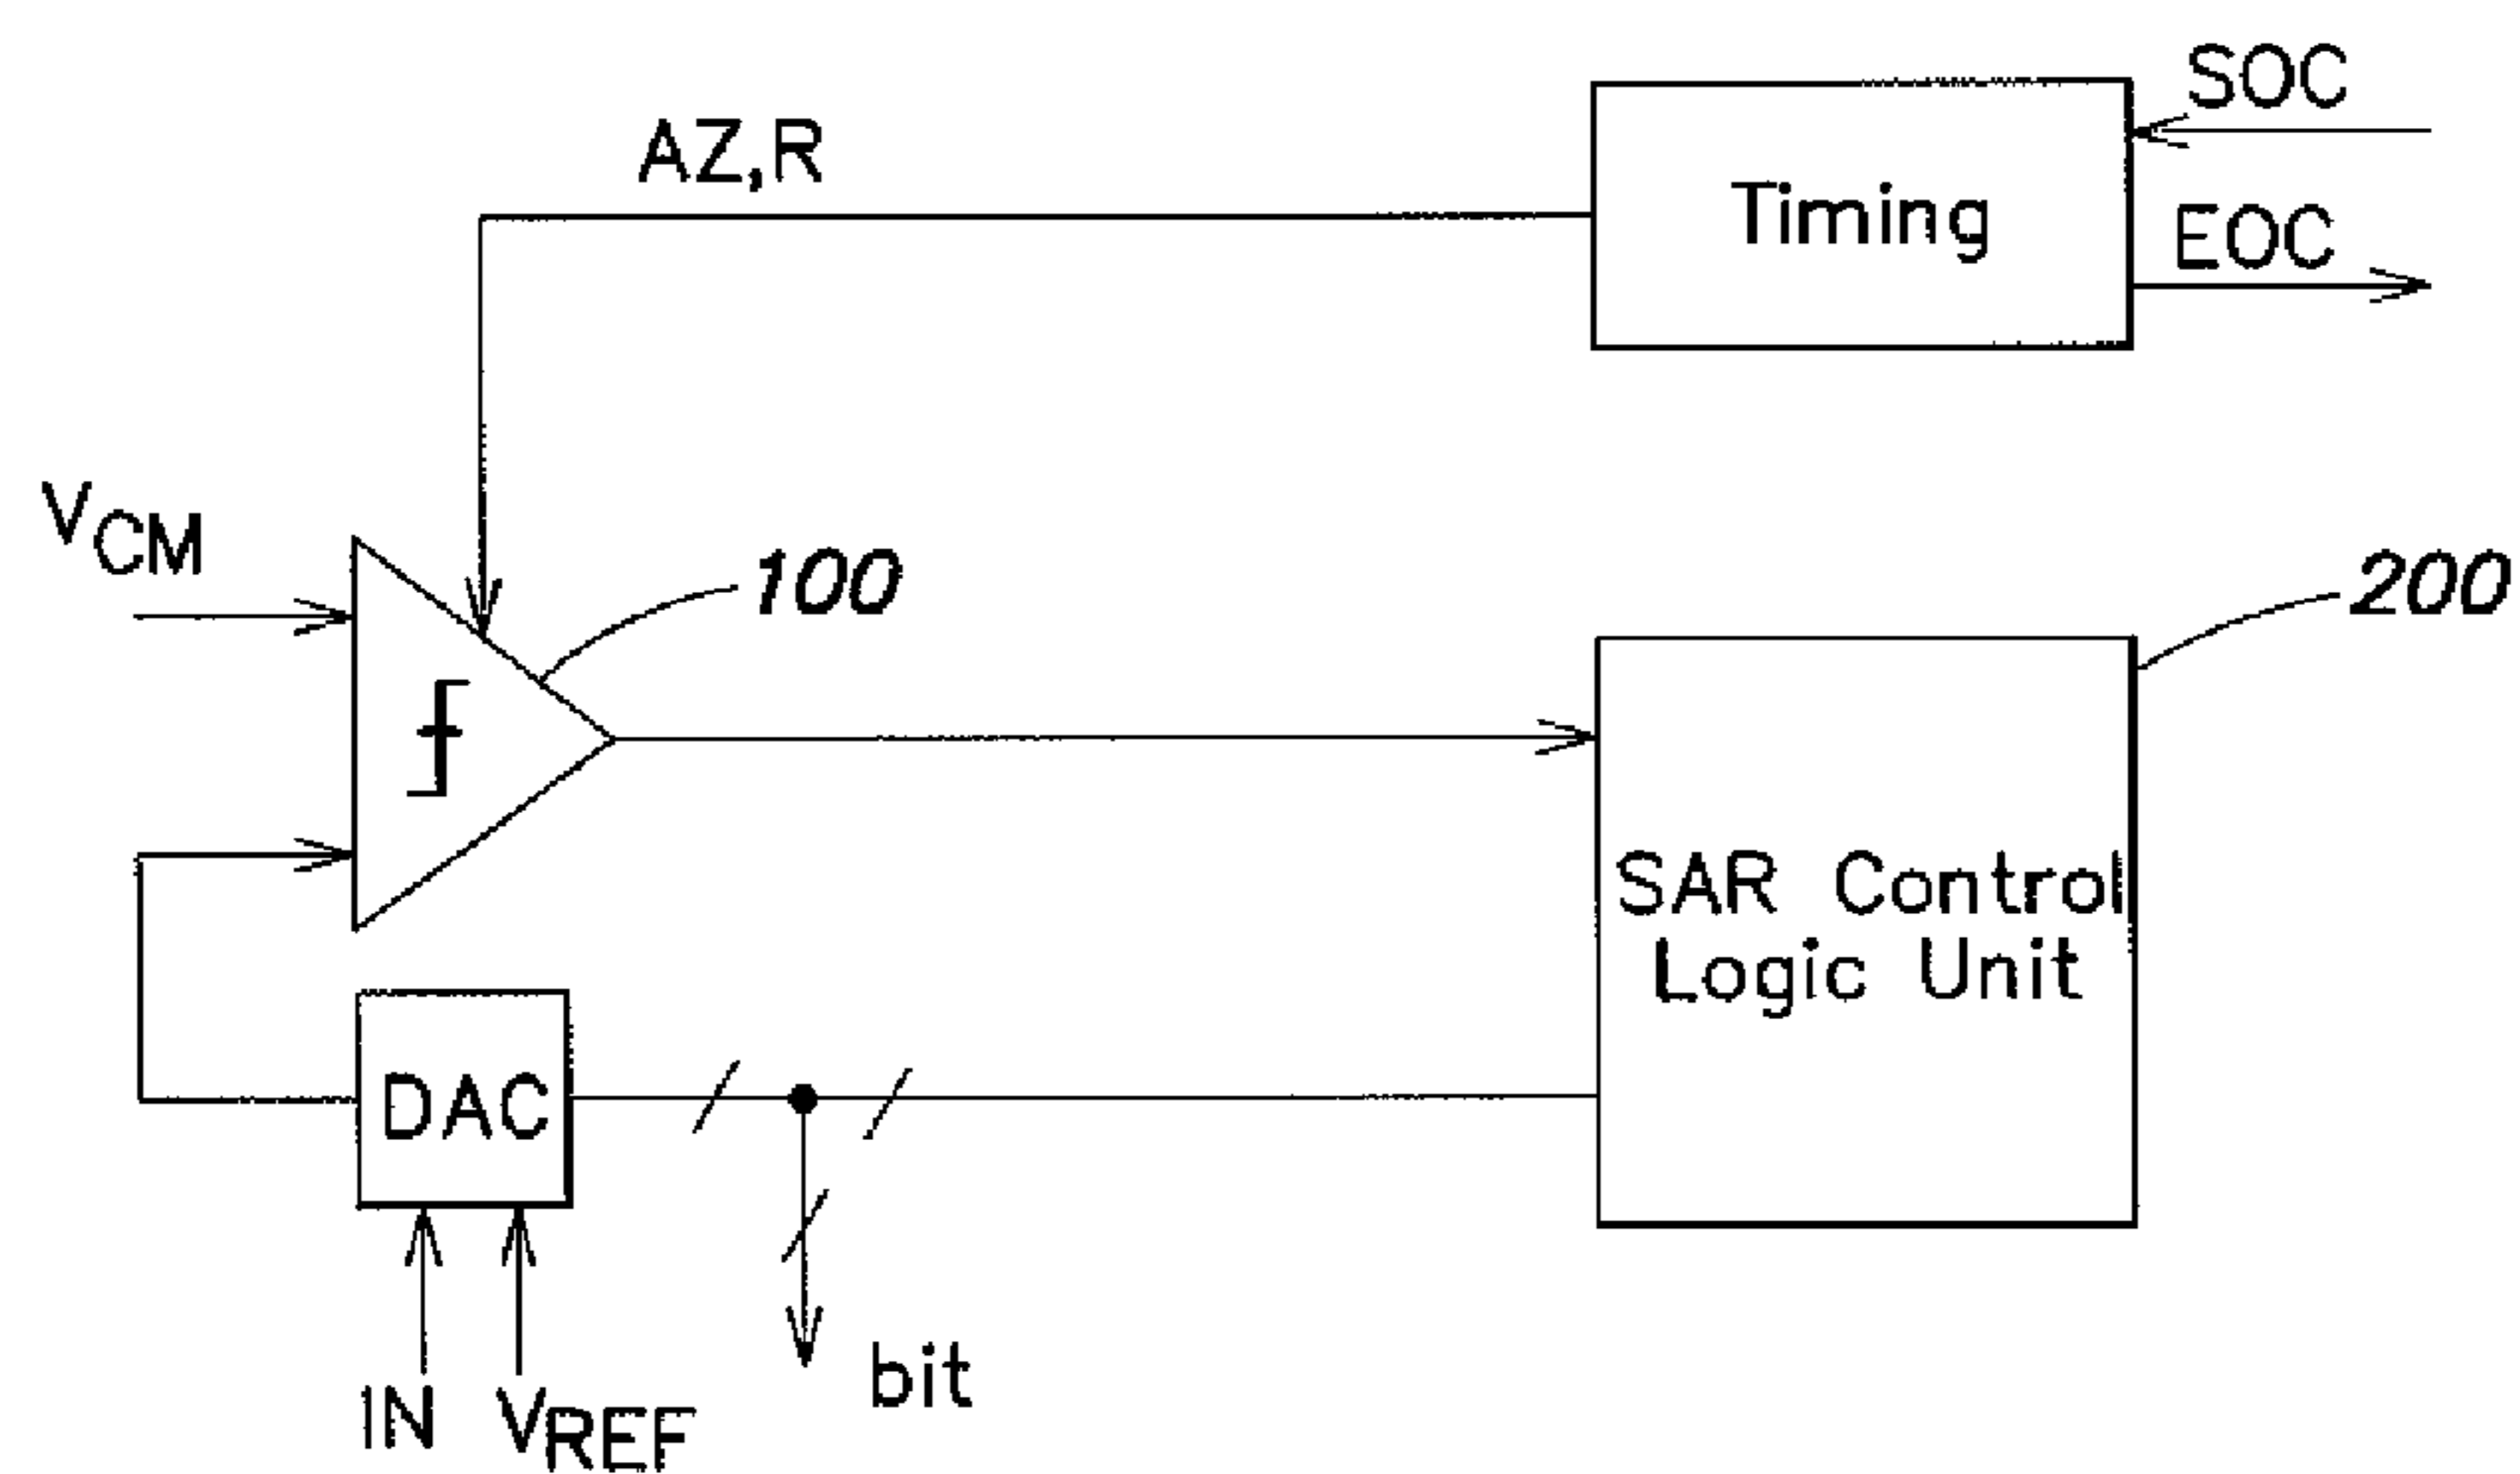 SOC
AZ,R
Timing
EOC
VCM
100
200
SAR Control
Logic Unit
DAC
bit
IN
VREF